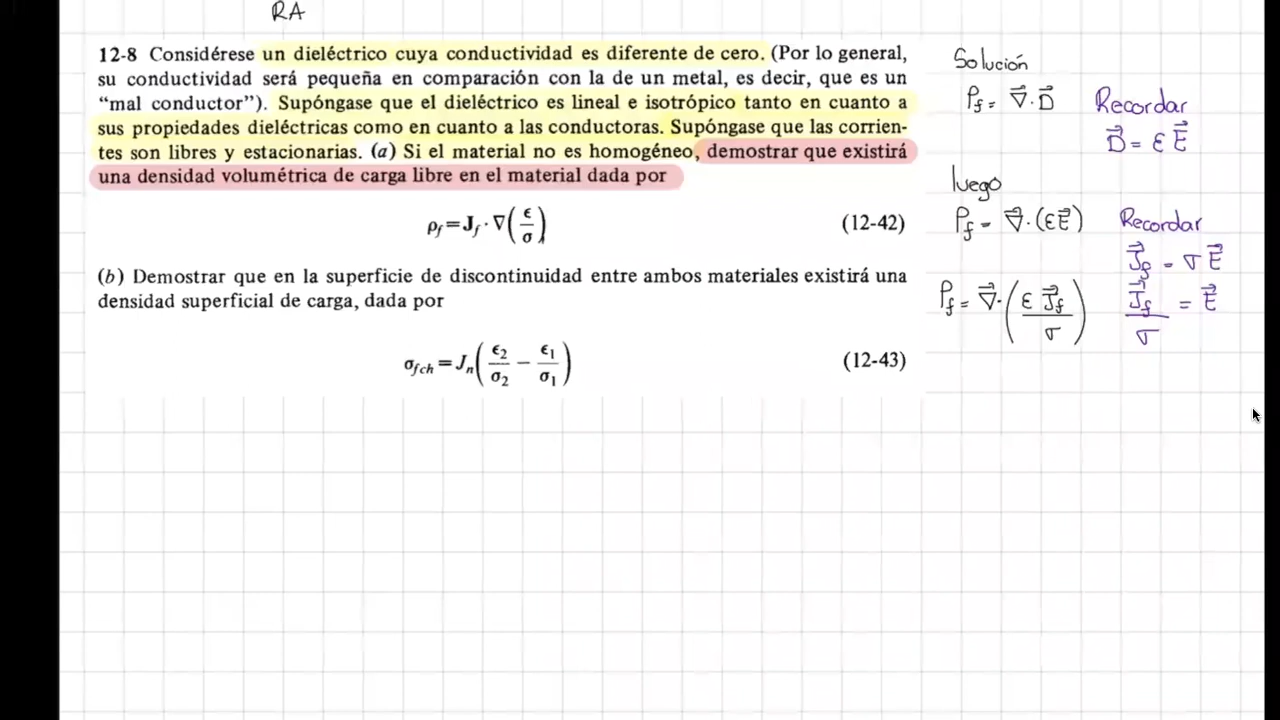 RA
12-8 Considérese un dieléctrico cuya conductividad es diferente de cero. (Por lo general,
su conductividad será pequeña en comparación con la de un metal, es decir, que es un
“mal conductor”). Supóngase que el dieléctrico es lineal e isotrópico tanto en cuanto a
sus propiedades dieléctricas como en cuanto a las conductoras. Supóngase que las corrien-
tes son libres y estacionarias. (a) Si el material no es homogéneo, demostrar que existirá
una densidad volumétrica de carga libre en el material dada por
ρf = Jf · ∇(ϵ/σ) (12-42)
(b) Demostrar que en la superficie de discontinuidad entre ambos materiales existirá una
densidad superficial de carga, dada por
σfch = Jn(ϵ2/σ2 − ϵ1/σ1) (12-43)
Solución
ρf = ∇⃗·D⃗ Recordar
D⃗ = εE⃗
luego
ρf = ∇⃗·(εE⃗) Recordar
J⃗f = σE⃗
ρf = ∇⃗·(εJ⃗f/σ) J⃗f/σ = E⃗